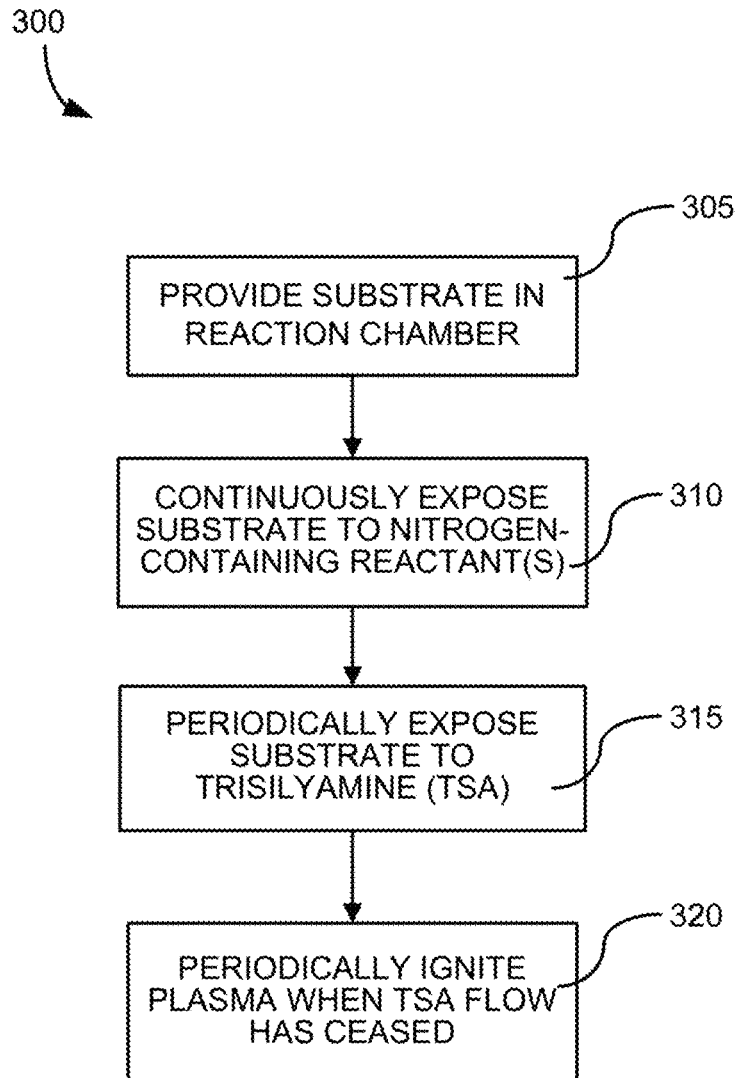 300
305
PROVIDE SUBSTRATE IN
REACTION CHAMBER
CONTINUOUSLY EXPOSE
SUBSTRATE TO NITROGEN-
CONTAINING REACTANT(S)
310
PERIODICALLY EXPOSE
SUBSTRATE TO
TRISILYAMINE (TSA)
315
320
PERIODICALLY IGNITE
PLASMA WHEN TSA FLOW
HAS CEASED